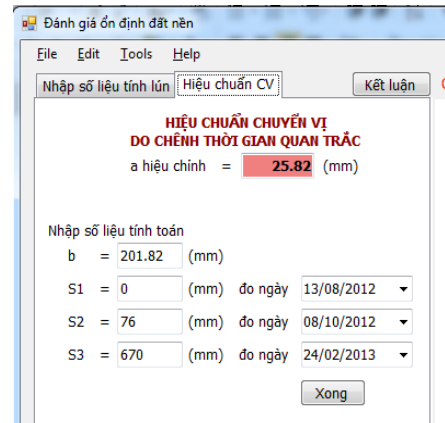 Đánh giá ổn định đất nền
File Edit Tools Help
Nhập số liệu tính lún Hiệu chuẩn CV Kết luận
HIỆU CHUẨN CHUYỂN VỊ
DO CHÊNH THỜI GIAN QUAN TRẮC
a hiệu chỉnh = 25.82 (mm)
Nhập số liệu tính toán
b = 201.82 (mm)
S1 = 0 (mm) đo ngày 13/08/2012
S2 = 76 (mm) đo ngày 08/10/2012
S3 = 670 (mm) đo ngày 24/02/2013
Xong